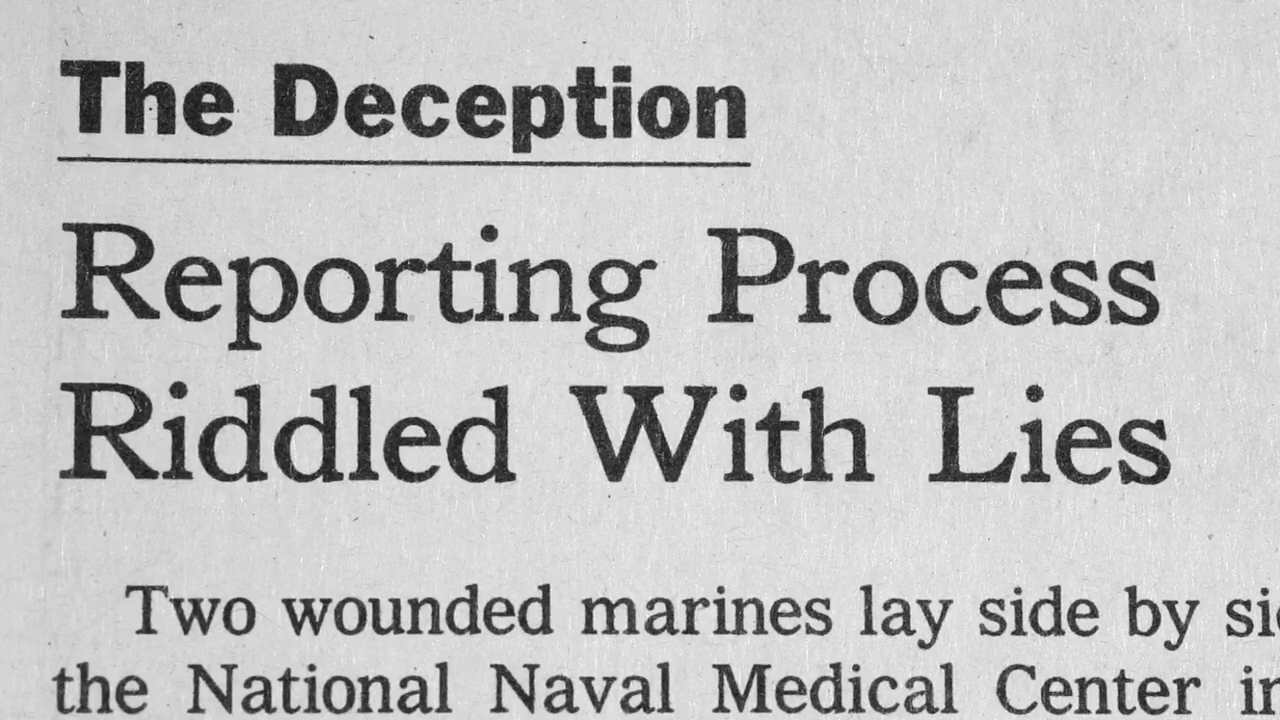 The Deception
Reporting Process
Riddled With Lies
Two wounded marines lay side by
the National Naval Medical Center